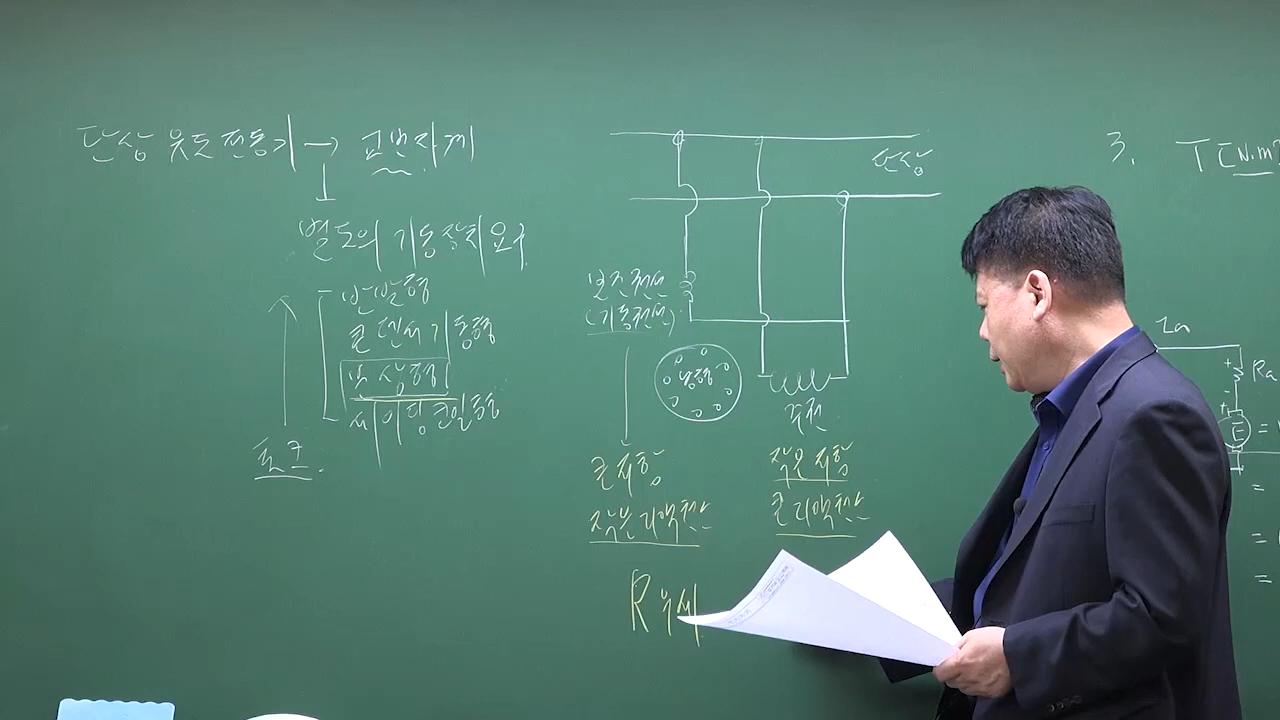 단상 유도 전동기 → 교번자계
별도의 기동장치 요구
반발형
콘덴서 기동형
분상형
셰이딩 코일형
토크
단상
보조권선
(기동권선)
농형
주권
큰 저항
작은 리액턴스
작은 저항
큰 리액턴스
3. T [N.m]
Ia
Ra
E =
=
=
=